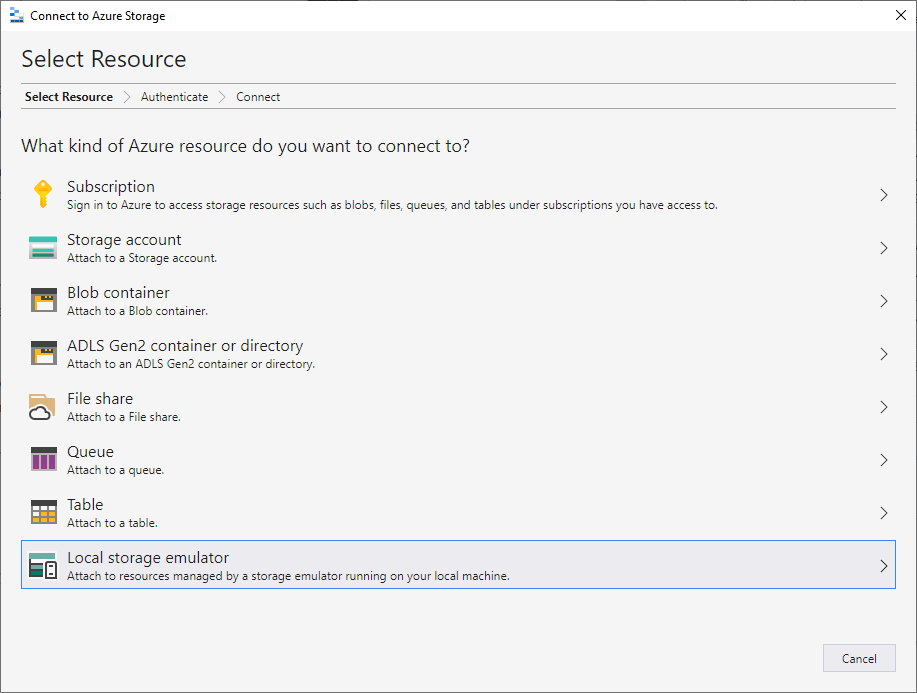 Connect to Azure Storage
Select Resource
Select Resource Authenticate Connect
What kind of Azure resource do you want to connect to?
Subscription
Sign in to Azure to access storage resources such as blobs, files, queues, and tables under subscriptions you have access to.
Storage account
Attach to a Storage account.
Blob container
Attach to a Blob container.
ADLS Gen2 container or directory
Attach to an ADLS Gen2 container or directory.
File share
Attach to a File share.
Queue
Attach to a queue.
Table
Attach to a table.
Local storage emulator
Attach to resources managed by a storage emulator running on your local machine.
Cancel